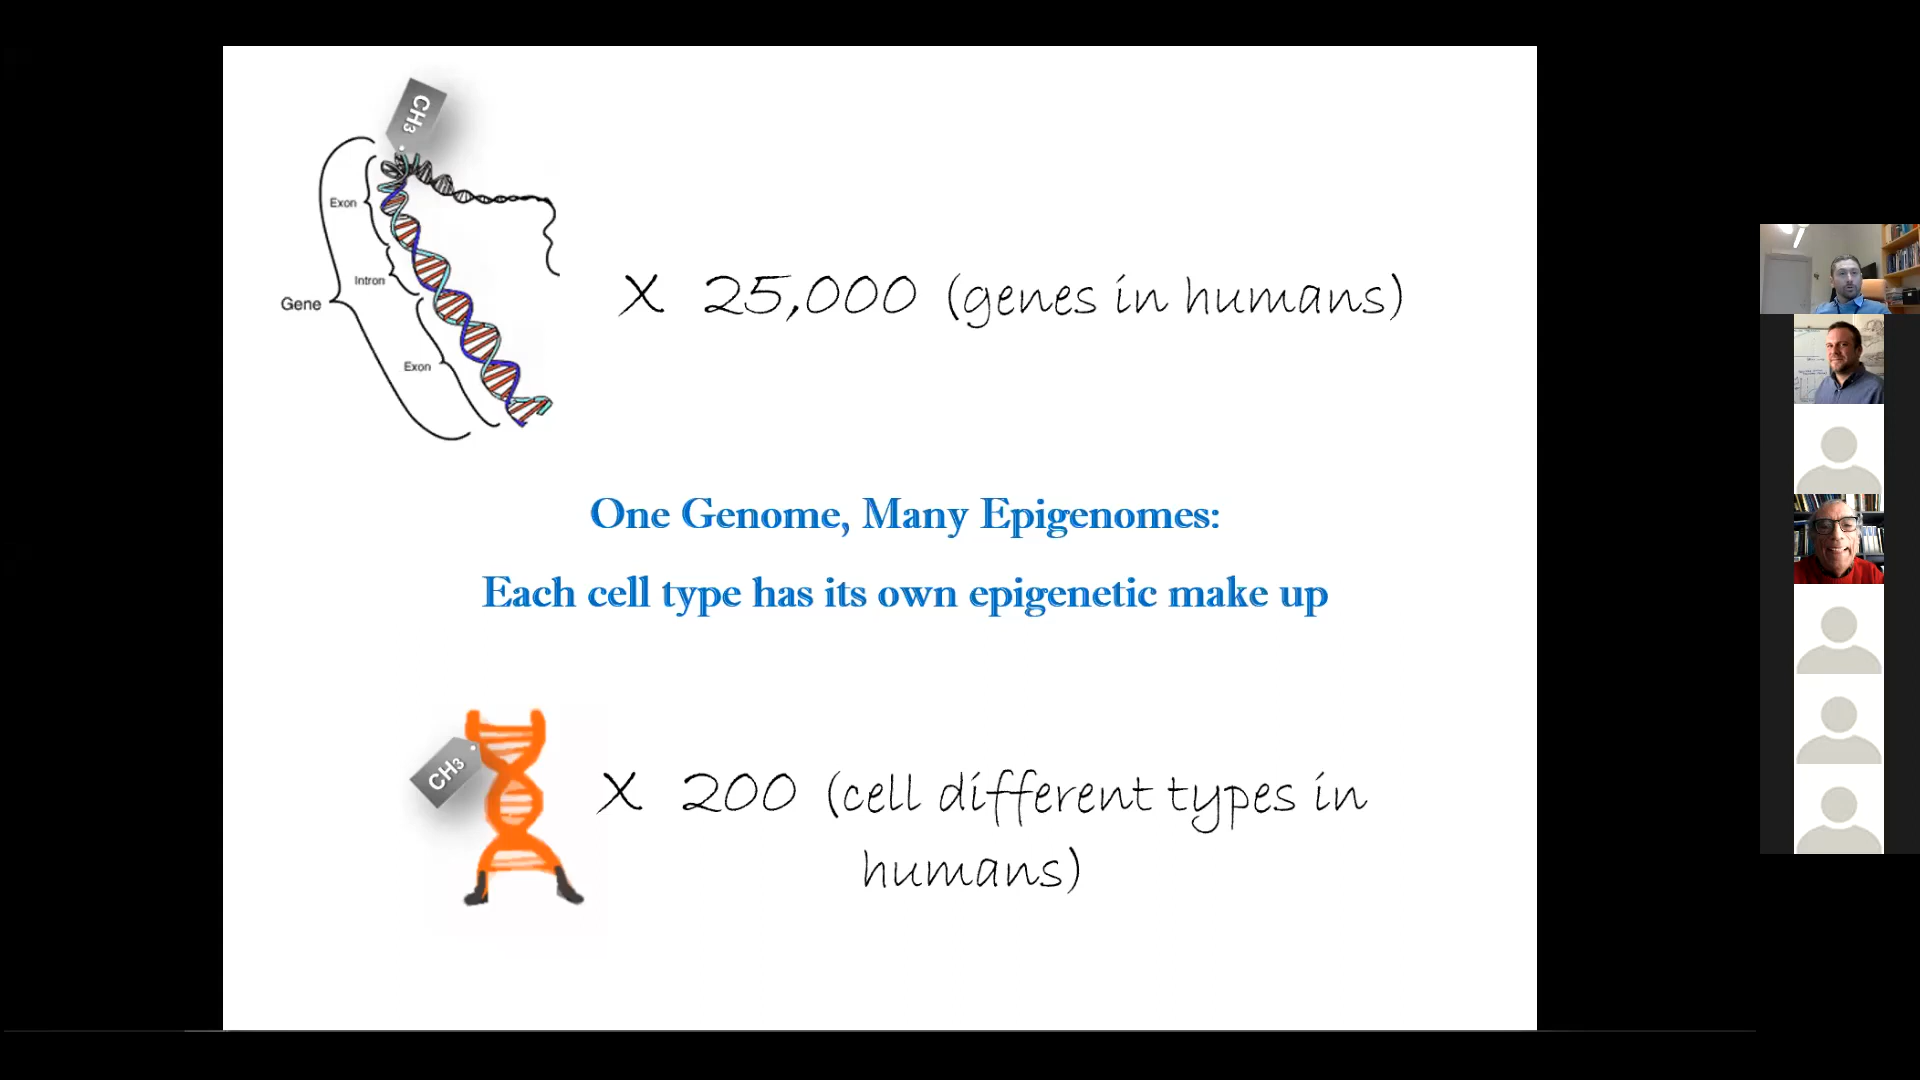 CH3
Exon
Intron
Gene
Exon
X 25,000 (genes in humans)
One Genome, Many Epigenomes:
Each cell type has its own epigenetic make up
CH3
X 200 (cell different types in
humans)